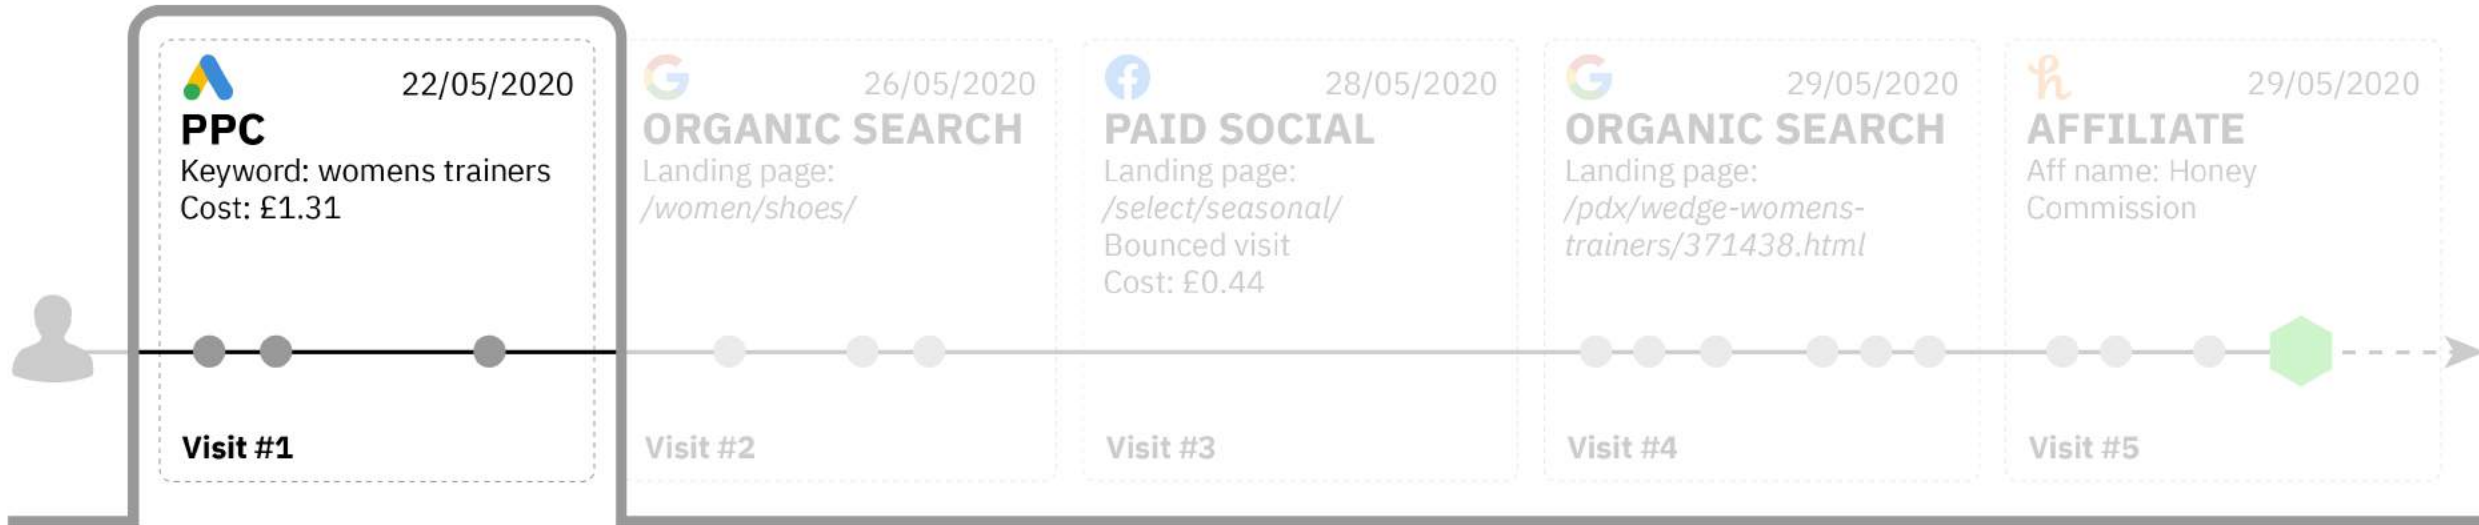 22/05/2020
PPC
Keyword: womens trainers
Cost: £1.31
Visit #1
26/05/2020
ORGANIC SEARCH
Landing page:
/women/shoes/
Visit #2
28/05/2020
PAID SOCIAL
Landing page:
/select/seasonal/
Bounced visit
Cost: £0.44
Visit #3
29/05/2020
ORGANIC SEARCH
Landing page:
/pdx/wedge-womens-
trainers/371438.html
Visit #4
29/05/2020
AFFILIATE
Aff name: Honey
Commission
Visit #5